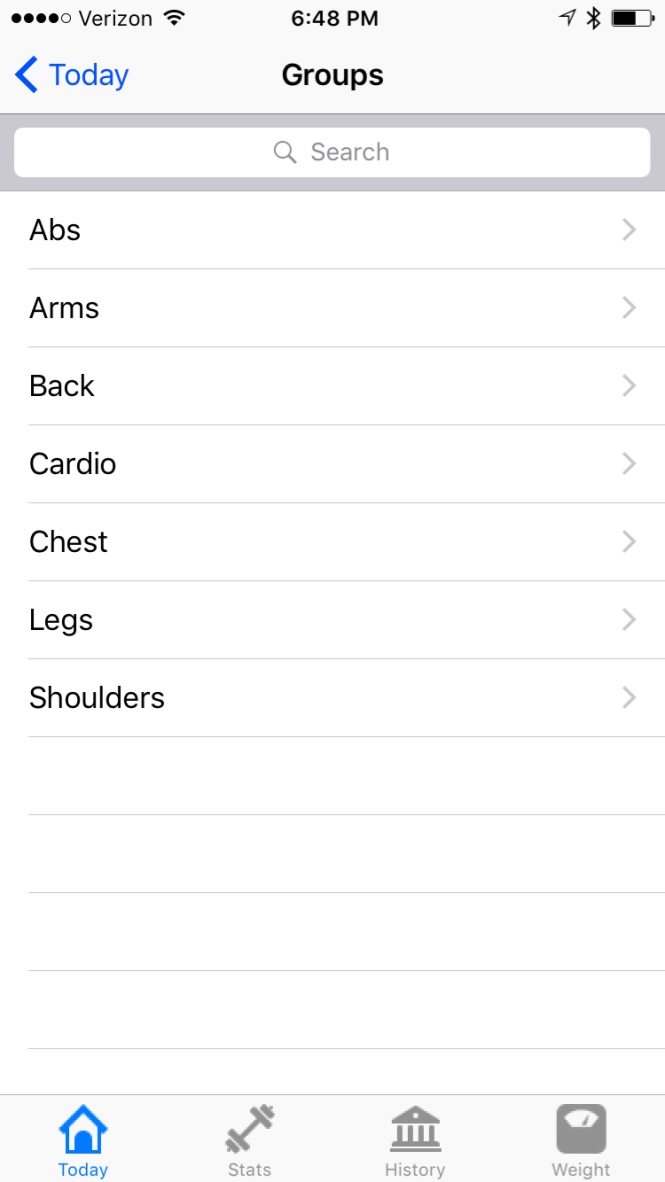 Verizon 6:48 PM
Today Groups
Search
Abs
Arms
Back
Cardio
Chest
Legs
Shoulders
Today Stats History Weight